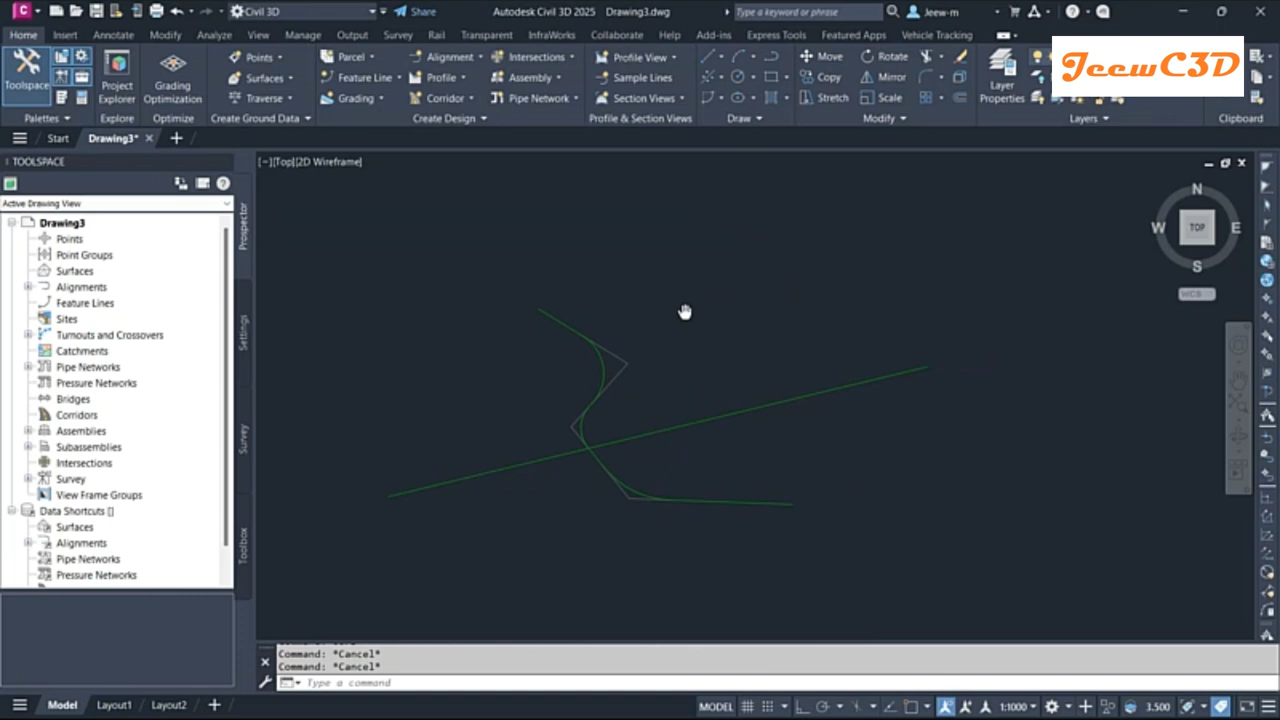 C Civil 3D Share Autodesk Civil 3D 2025 Drawing3.dwg Type a keyword or phrase Jeew-m
Home Insert Annotate Modify Analyze View Manage Output Survey Rail Transparent InfraWorks Collaborate Add-ins Express Tools Featured Apps Vehicle Tracking
JeewC3D
Toolspace
Project
Explorer
Grading
Optimization
Points
Surfaces
Traverse
Parcel
Feature Line
Grading
Alignment
Profile
Corridor
Intersections
Assembly
Pipe Network
Profile View
Sample Lines
Section Views
Move
Copy
Stretch
Rotate
Mirror
Scale
Layer
Properties
Palettes Explore Optimize Create Ground Data Create Design Profile & Section Views Draw Modify Layers Clipboard
Start Drawing3*
TOOLSPACE
Active Drawing View
Drawing3
Points
Point Groups
Surfaces
Alignments
Feature Lines
Sites
Turnouts and Crossovers
Catchments
Pipe Networks
Pressure Networks
Bridges
Corridors
Assemblies
Subassemblies
Intersections
Survey
View Frame Groups
Data Shortcuts []
Surfaces
Alignments
Pipe Networks
Pressure Networks
Prospector
Settings
Survey
Toolbox
[−][Top][2D Wireframe]
N
W TOP E
S
WCS
Command: *Cancel*
Command: *Cancel*
Type a command
Model Layout1 Layout2 MODEL 1:1000 3.500